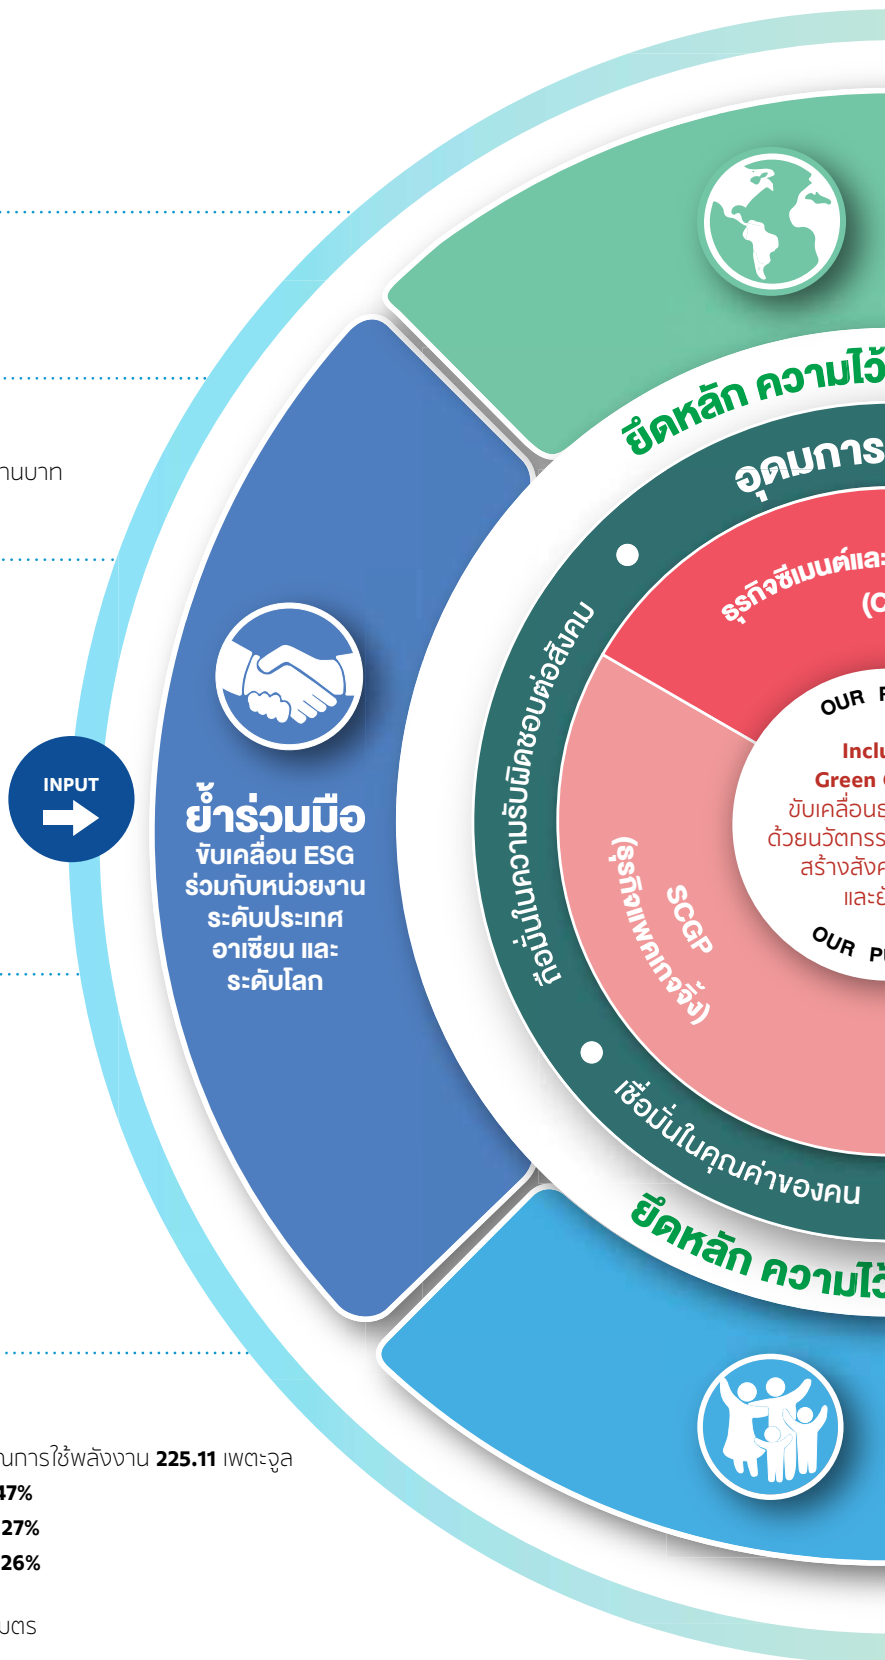 ยึดหลัก ความไว้
อุดมการ
านบาท
ธุรกิจซีเมนต์และ
(C
มุ่งมั่นในความรับผิดชอบต่อสังคม
OUR P
Inclu
Green
ขับเคลื่อนธ
ด้วยนวัตกรร
สร้างสังค
และยั
OUR PU
INPUT
ย้ำร่วมมือ
ขับเคลื่อน ESG
ร่วมกับหน่วยงาน
ระดับประเทศ
อาเซียน และ
ระดับโลก
SCGP
(ธุรกิจแพคเกจจิ้ง)
เชื่อมั่นในคุณค่าของคน
ยึดหลัก ความไว้
ณการใช้พลังงาน 225.11 เพตะจูล
47%
27%
26%
เมตร